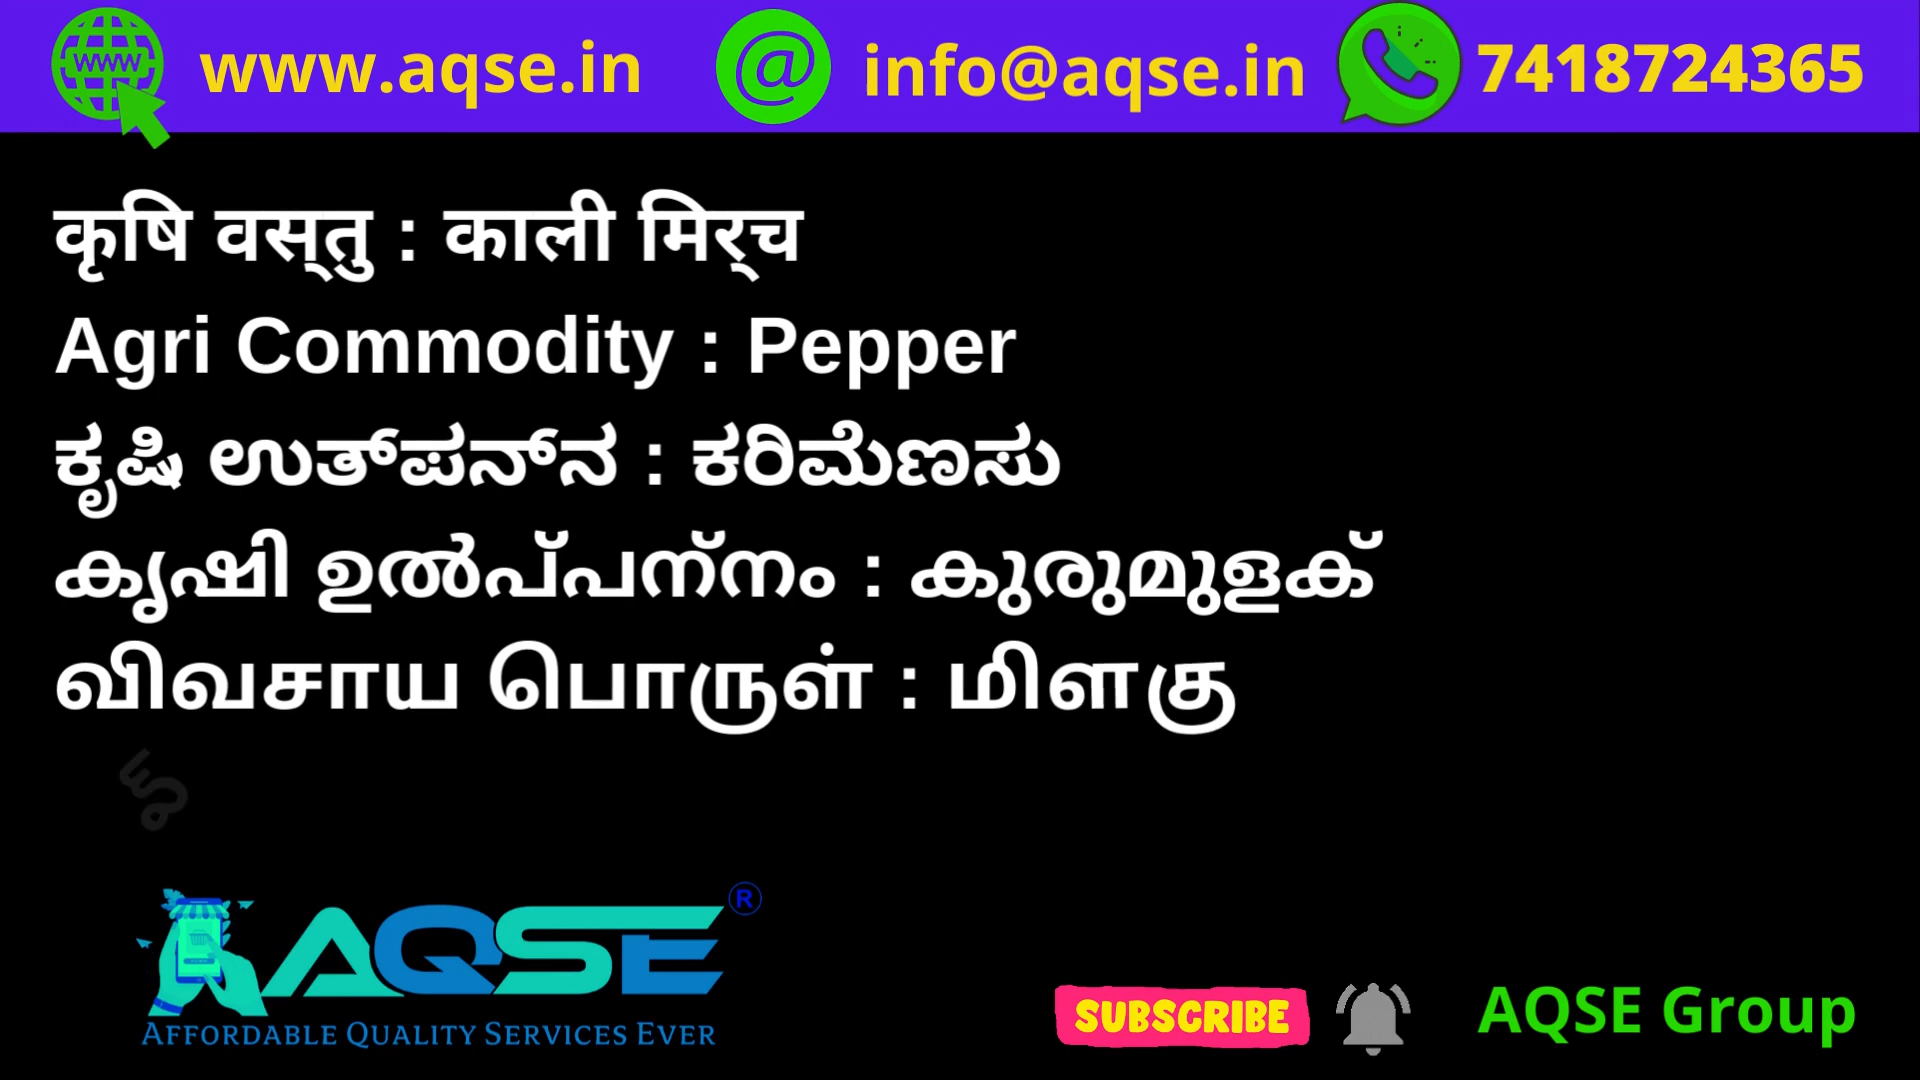 www.aqse.in
info@aqse.in
7418724365
कृषि वस्‌तु : काली मिर्‌च
Agri Commodity : Pepper
ಕೃಷಿ ಉತ್‌ಪನ್‌ನ : ಕರಿಮೆಣಸು
കൃഷി ഉൽപ്‌പന്‌നം : കുരുമുളക്
விவசாய பொருள் : மிளகு
AQSE ®
AFFORDABLE QUALITY SERVICES EVER
SUBSCRIBE
AQSE Group